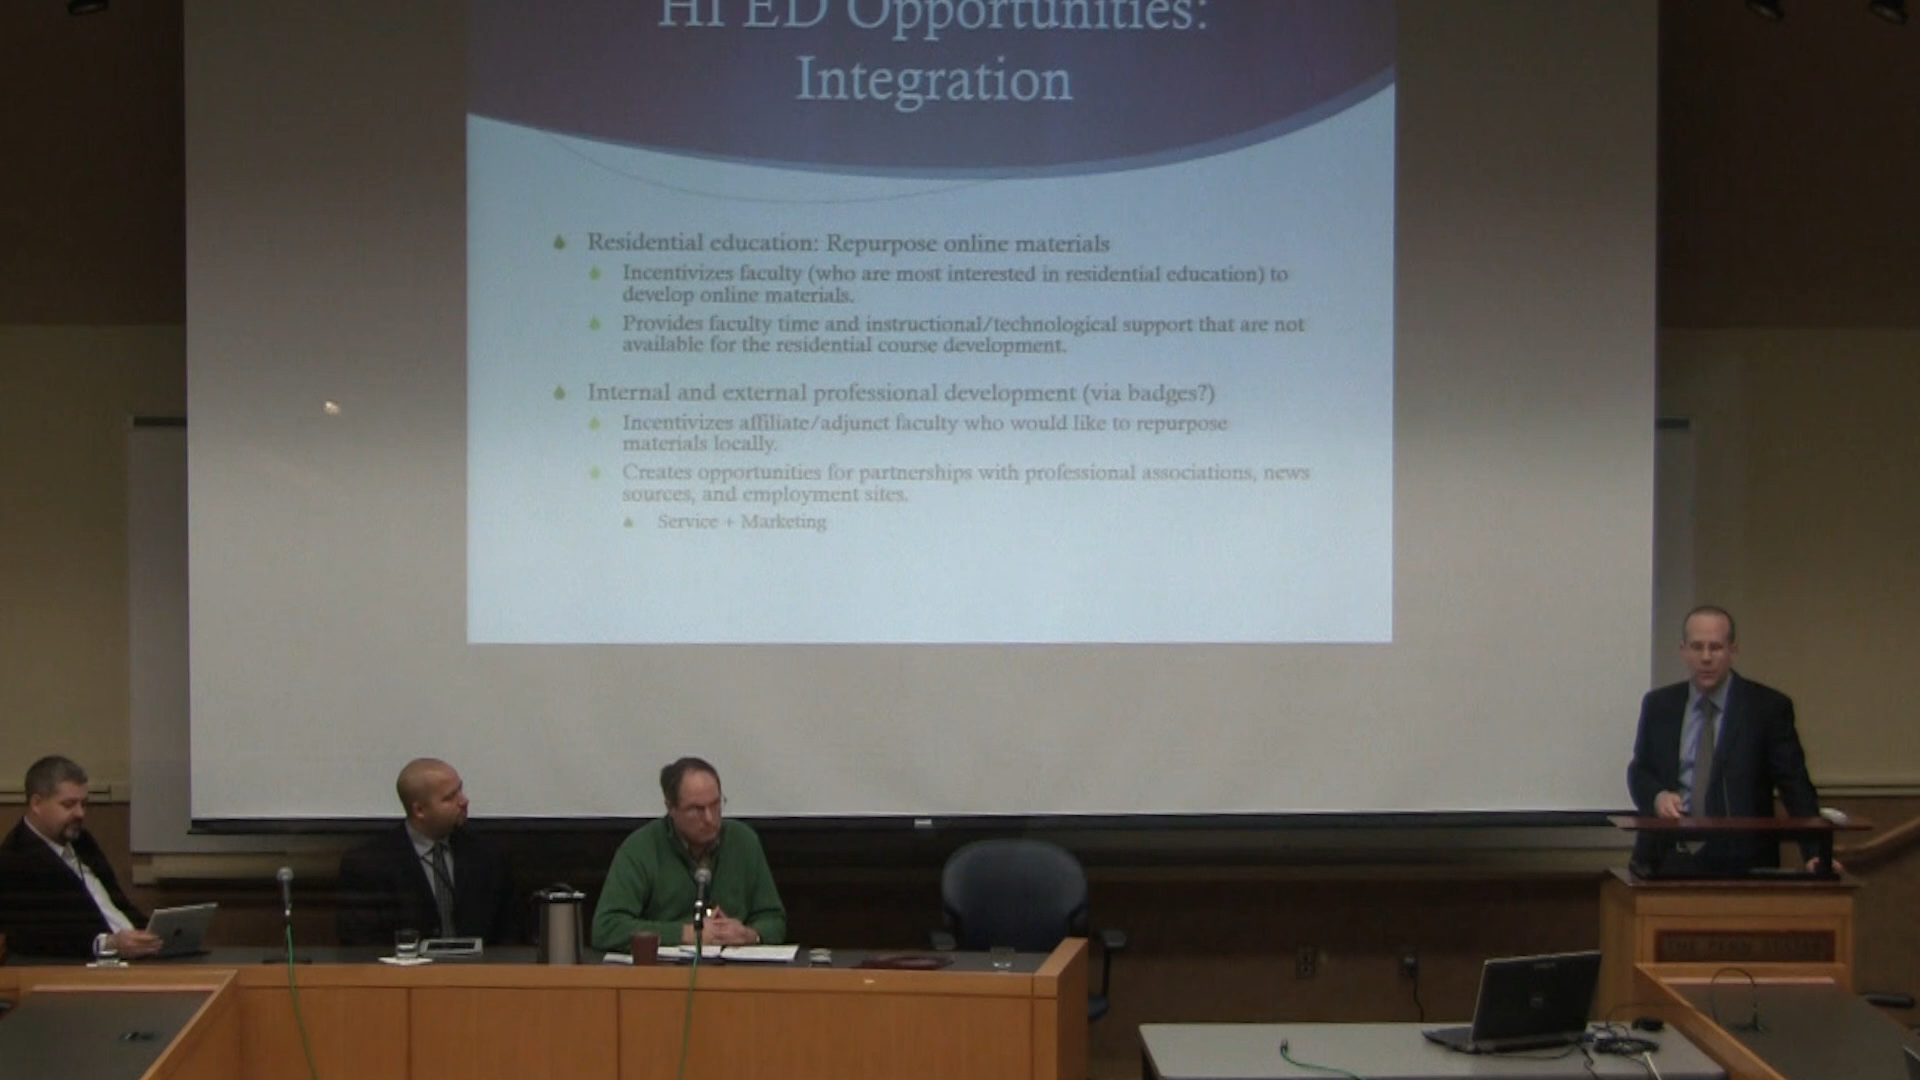 HI ED Opportunities:
Integration
Residential education: Repurpose online materials
Incentivizes faculty (who are most interested in residential education) to
develop online materials.
Provides faculty time and instructional/technological support that are not
available for the residential course development.
Internal and external professional development (via badges?)
Incentivizes affiliate/adjunct faculty who would like to repurpose
materials locally.
Creates opportunities for partnerships with professional associations, news
sources, and employment sites.
Service + Marketing